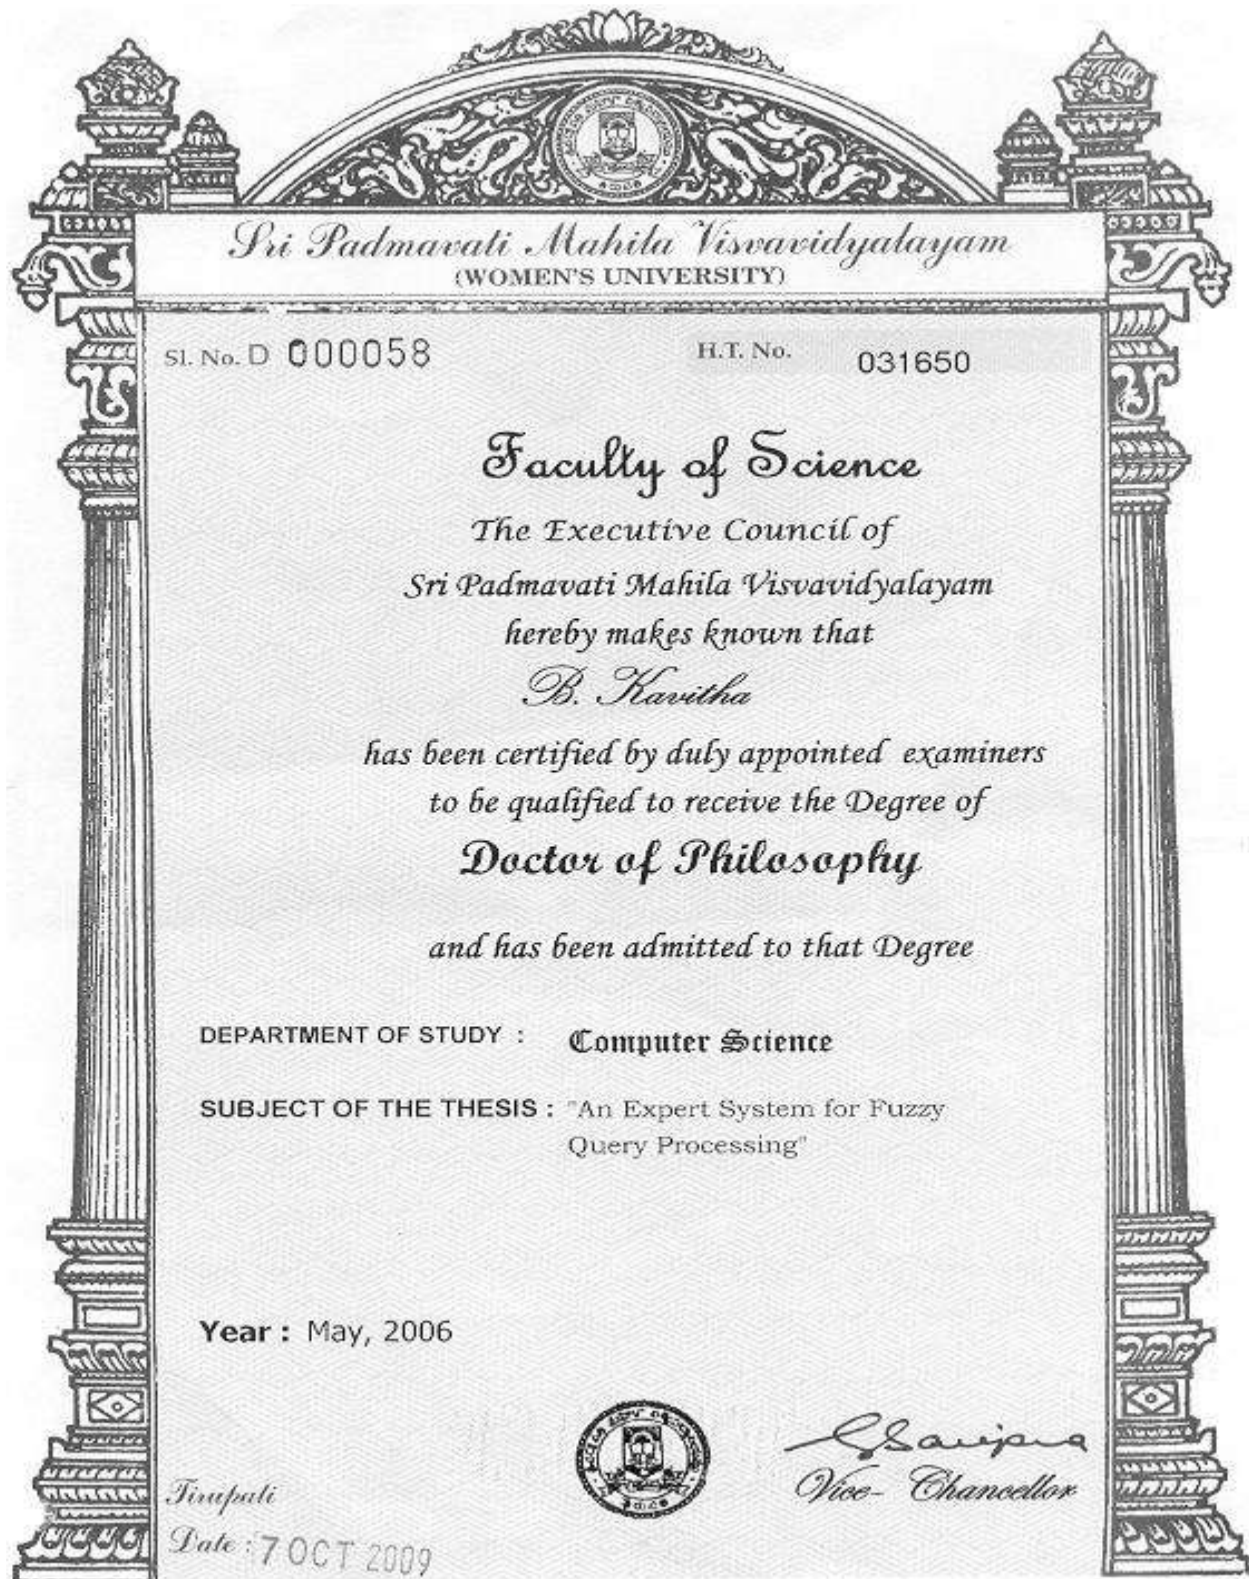 Sri Padmavati Mahila Visvavidyalayam
(WOMEN'S UNIVERSITY)
Sl. No. D 000058 H.T. No. 031650
Faculty of Science
The Executive Council of
Sri Padmavati Mahila Visvavidyalayam
hereby makes known that
B. Kavitha
has been certified by duly appointed examiners
to be qualified to receive the Degree of
Doctor of Philosophy
and has been admitted to that Degree
DEPARTMENT OF STUDY : Computer Science
SUBJECT OF THE THESIS : "An Expert System for Fuzzy
Query Processing"
Year : May, 2006
Vice- Chancellor
Tirupati
Date : 7 OCT 2009